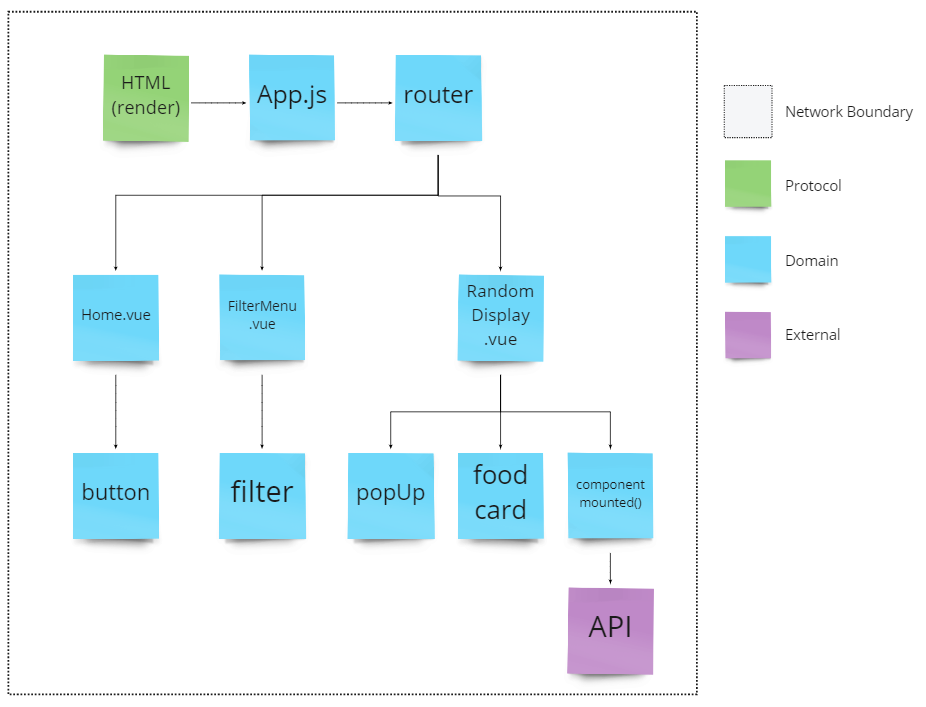 HTML
(render)
App.js
router
Network Boundary
Protocol
Domain
External
Home.vue
FilterMenu
.vue
Random
Display
.vue
button
filter
popUp
food
card
component
mounted()
API